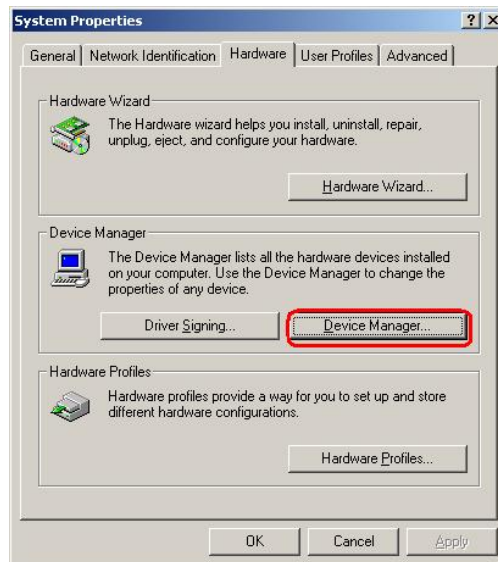 System Properties
? X
General Network Identification Hardware User Profiles Advanced
Hardware Wizard
The Hardware wizard helps you install, uninstall, repair,
unplug, eject, and configure your hardware.
Hardware Wizard...
Device Manager
The Device Manager lists all the hardware devices installed
on your computer. Use the Device Manager to change the
properties of any device.
Driver Signing... Device Manager...
Hardware Profiles
Hardware profiles provide a way for you to set up and store
different hardware configurations.
Hardware Profiles...
OK Cancel Apply